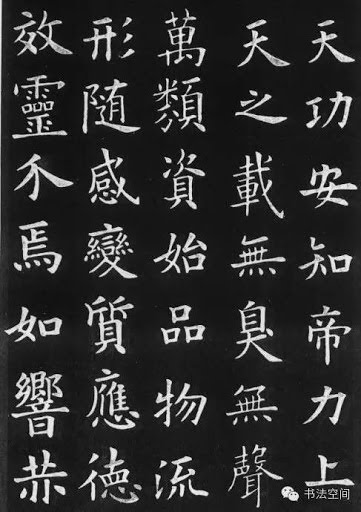 天功安知帝力上
天之載無臭無聲
萬類資始品物流
形随感變質應德
效靈不焉如響恭
书法空间